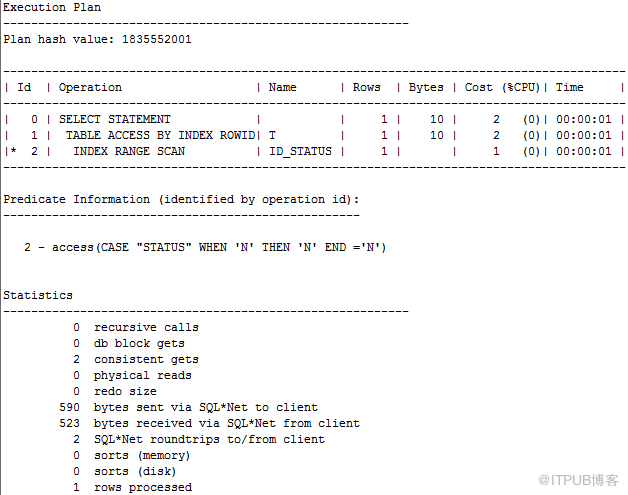 Execution Plan
----------------------------------------------------------
Plan hash value: 1835552001

-----------------------------------------------------------------------------------------
| Id  | Operation                   | Name      | Rows  | Bytes | Cost (%CPU)| Time     |
-----------------------------------------------------------------------------------------
|   0 | SELECT STATEMENT            |           |     1 |    10 |     2   (0)| 00:00:01 |
|   1 |  TABLE ACCESS BY INDEX ROWID| T         |     1 |    10 |     2   (0)| 00:00:01 |
|*  2 |   INDEX RANGE SCAN          | ID_STATUS |     1 |       |     1   (0)| 00:00:01 |
-----------------------------------------------------------------------------------------

Predicate Information (identified by operation id):
---------------------------------------------------

   2 - access(CASE "STATUS" WHEN 'N' THEN 'N' END ='N')

Statistics
----------------------------------------------------------
          0  recursive calls
          0  db block gets
          2  consistent gets
          0  physical reads
          0  redo size
        590  bytes sent via SQL*Net to client
        523  bytes received via SQL*Net from client
          2  SQL*Net roundtrips to/from client
          0  sorts (memory)
          0  sorts (disk)
          1  rows processed
@ITPUB博客